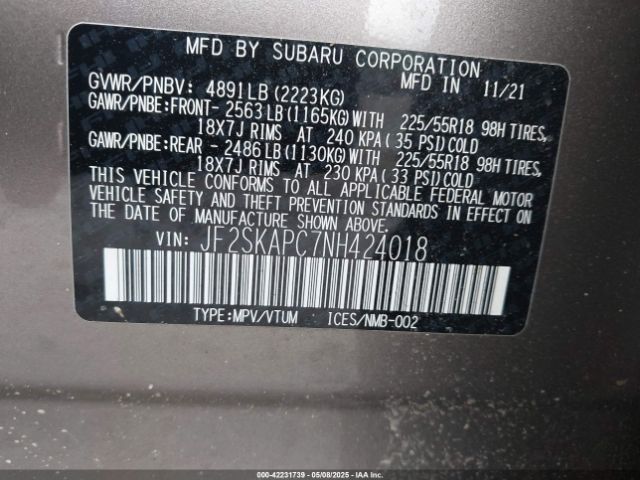 MFD BY SUBARU CORPORATION
GVWR/PNBV: 4891LB(2223KG) MFD IN 11/21
GAWR/PNBE:FRONT- 2563LB(1165KG)WITH 225/55R18 98H TIRES,
18X7J RIMS AT 240 KPA( 35 PSI)COLD
GAWR/PNBE:REAR - 2486LB(1130KG)WITH 225/55R18 98H TIRES,
18X7J RIMS AT 230 KPA( 33 PSI)COLD
THIS VEHICLE CONFORMS TO ALL APPLICABLE FEDERAL MOTOR
VEHICLE SAFETY AND THEFT PREVENTION STANDARDS IN EFFECT ON
THE DATE OF MANUFACTURE SHOWN ABOVE.
VIN: JF2SKAPC7NH424018
TYPE:MPV/VTUM ICES/NMB-002
000-42231739 - 05/08/2025 - IAA Inc.